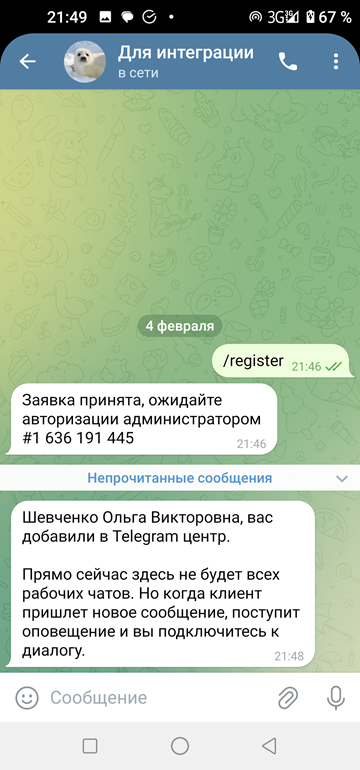 21:49
3G 67 %
Для интеграции
в сети
4 февраля
/register 21:46
Заявка принята, ожидайте
авторизации администратором
#1 636 191 445
21:46
Непрочитанные сообщения
Шевченко Ольга Викторовна, вас
добавили в Telegram центр.
Прямо сейчас здесь не будет всех
рабочих чатов. Но когда клиент
пришлет новое сообщение, поступит
оповещение и вы подключитесь к
диалогу.
21:48
Сообщение